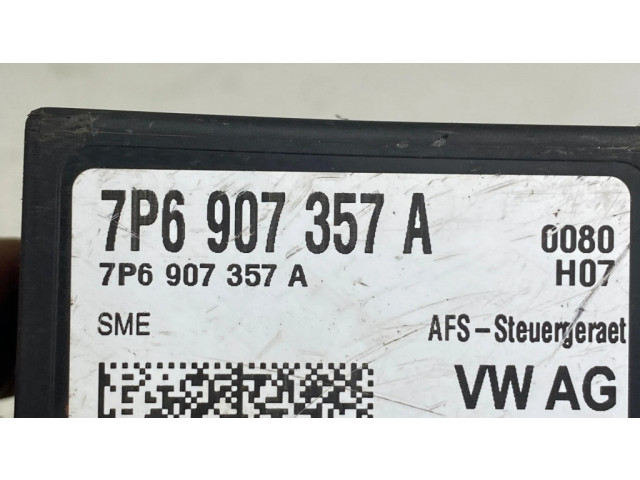 7P6 907 357 A 0080
7P6 907 357 A H07
SME AFS-Steuergeraet
VW AG